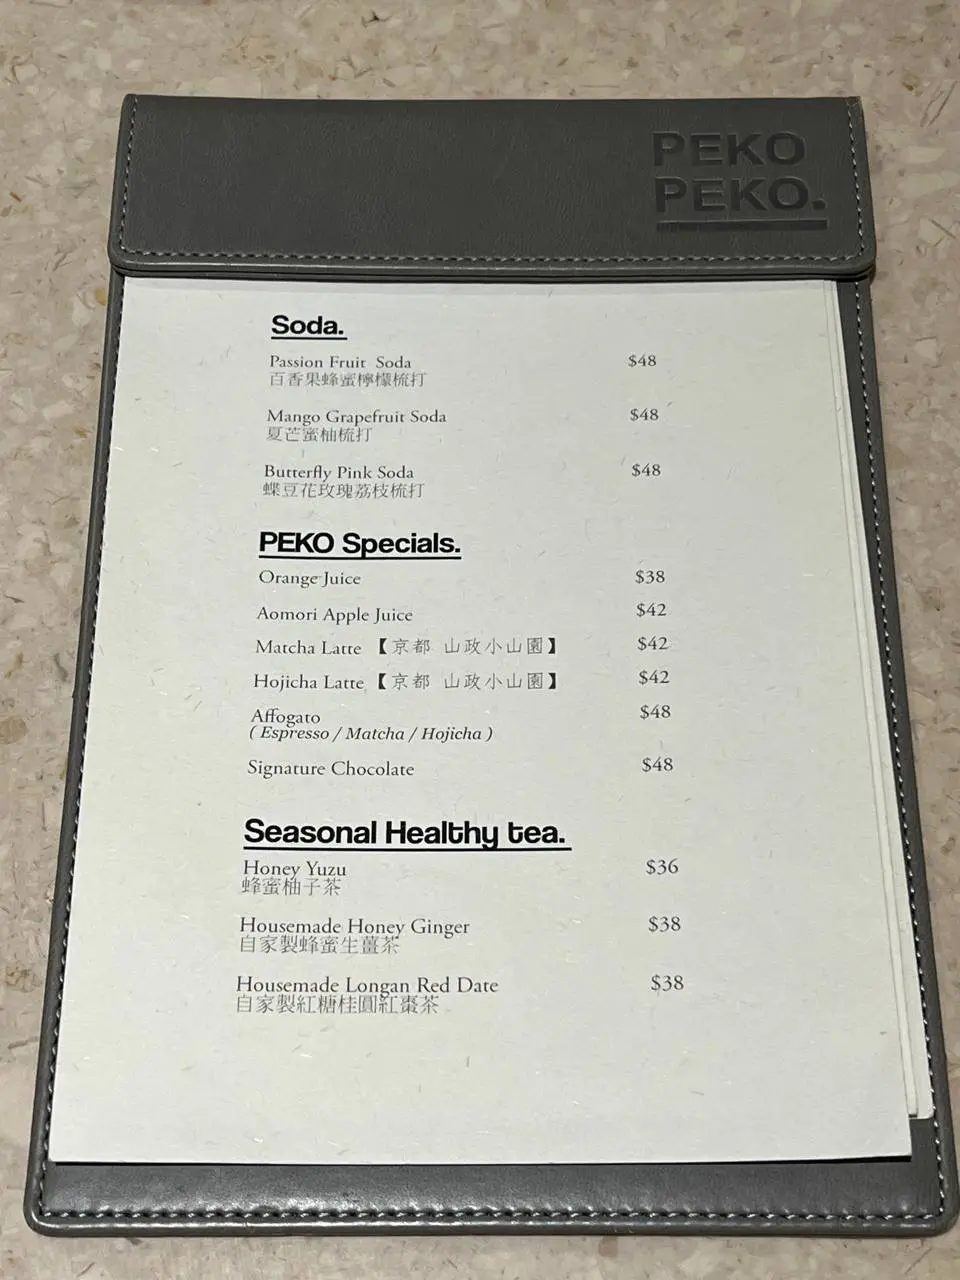 PEKO
PEKO.
Soda.
Passion Fruit Soda $48
百香果蜂蜜檸檬梳打
Mango Grapefruit Soda $48
夏芒蜜柚梳打
Butterfly Pink Soda $48
蝶豆花玫瑰荔枝梳打
PEKO Specials.
Orange Juice $38
Aomori Apple Juice $42
Matcha Latte 【京都 山政小山園】 $42
Hojicha Latte 【京都 山政小山園】 $42
Affogato $48
( Espresso / Matcha / Hojicha )
Signature Chocolate $48
Seasonal Healthy tea.
Honey Yuzu $36
蜂蜜柚子茶
Housemade Honey Ginger $38
自家製蜂蜜生薑茶
Housemade Longan Red Date $38
自家製紅糖桂圓紅棗茶